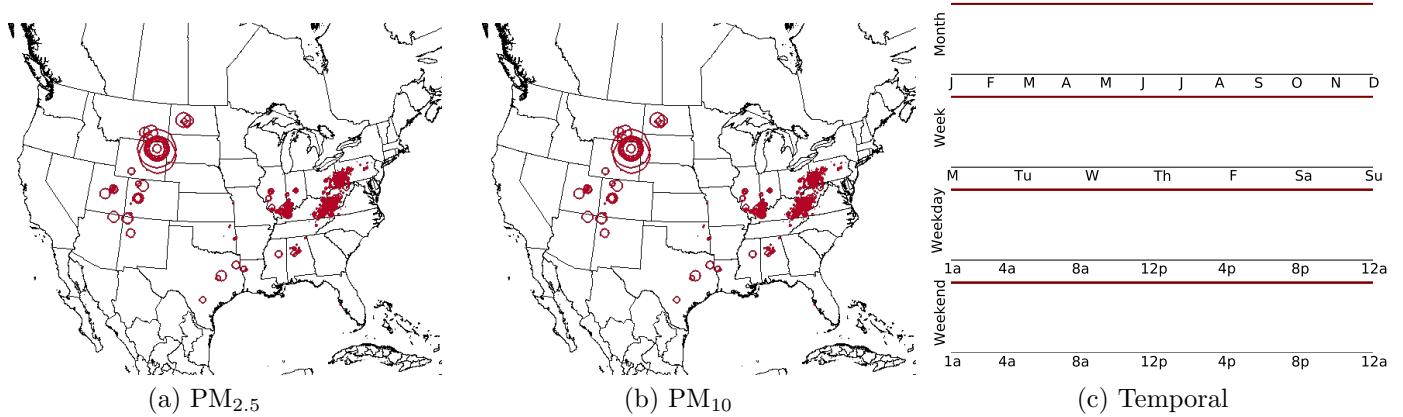 Month
J F M A M J J A S O N D
Week
M Tu W Th F Sa Su
Weekday
1a 4a 8a 12p 4p 8p 12a
Weekend
1a 4a 8a 12p 4p 8p 12a
(a) PM2.5 (b) PM10 (c) Temporal